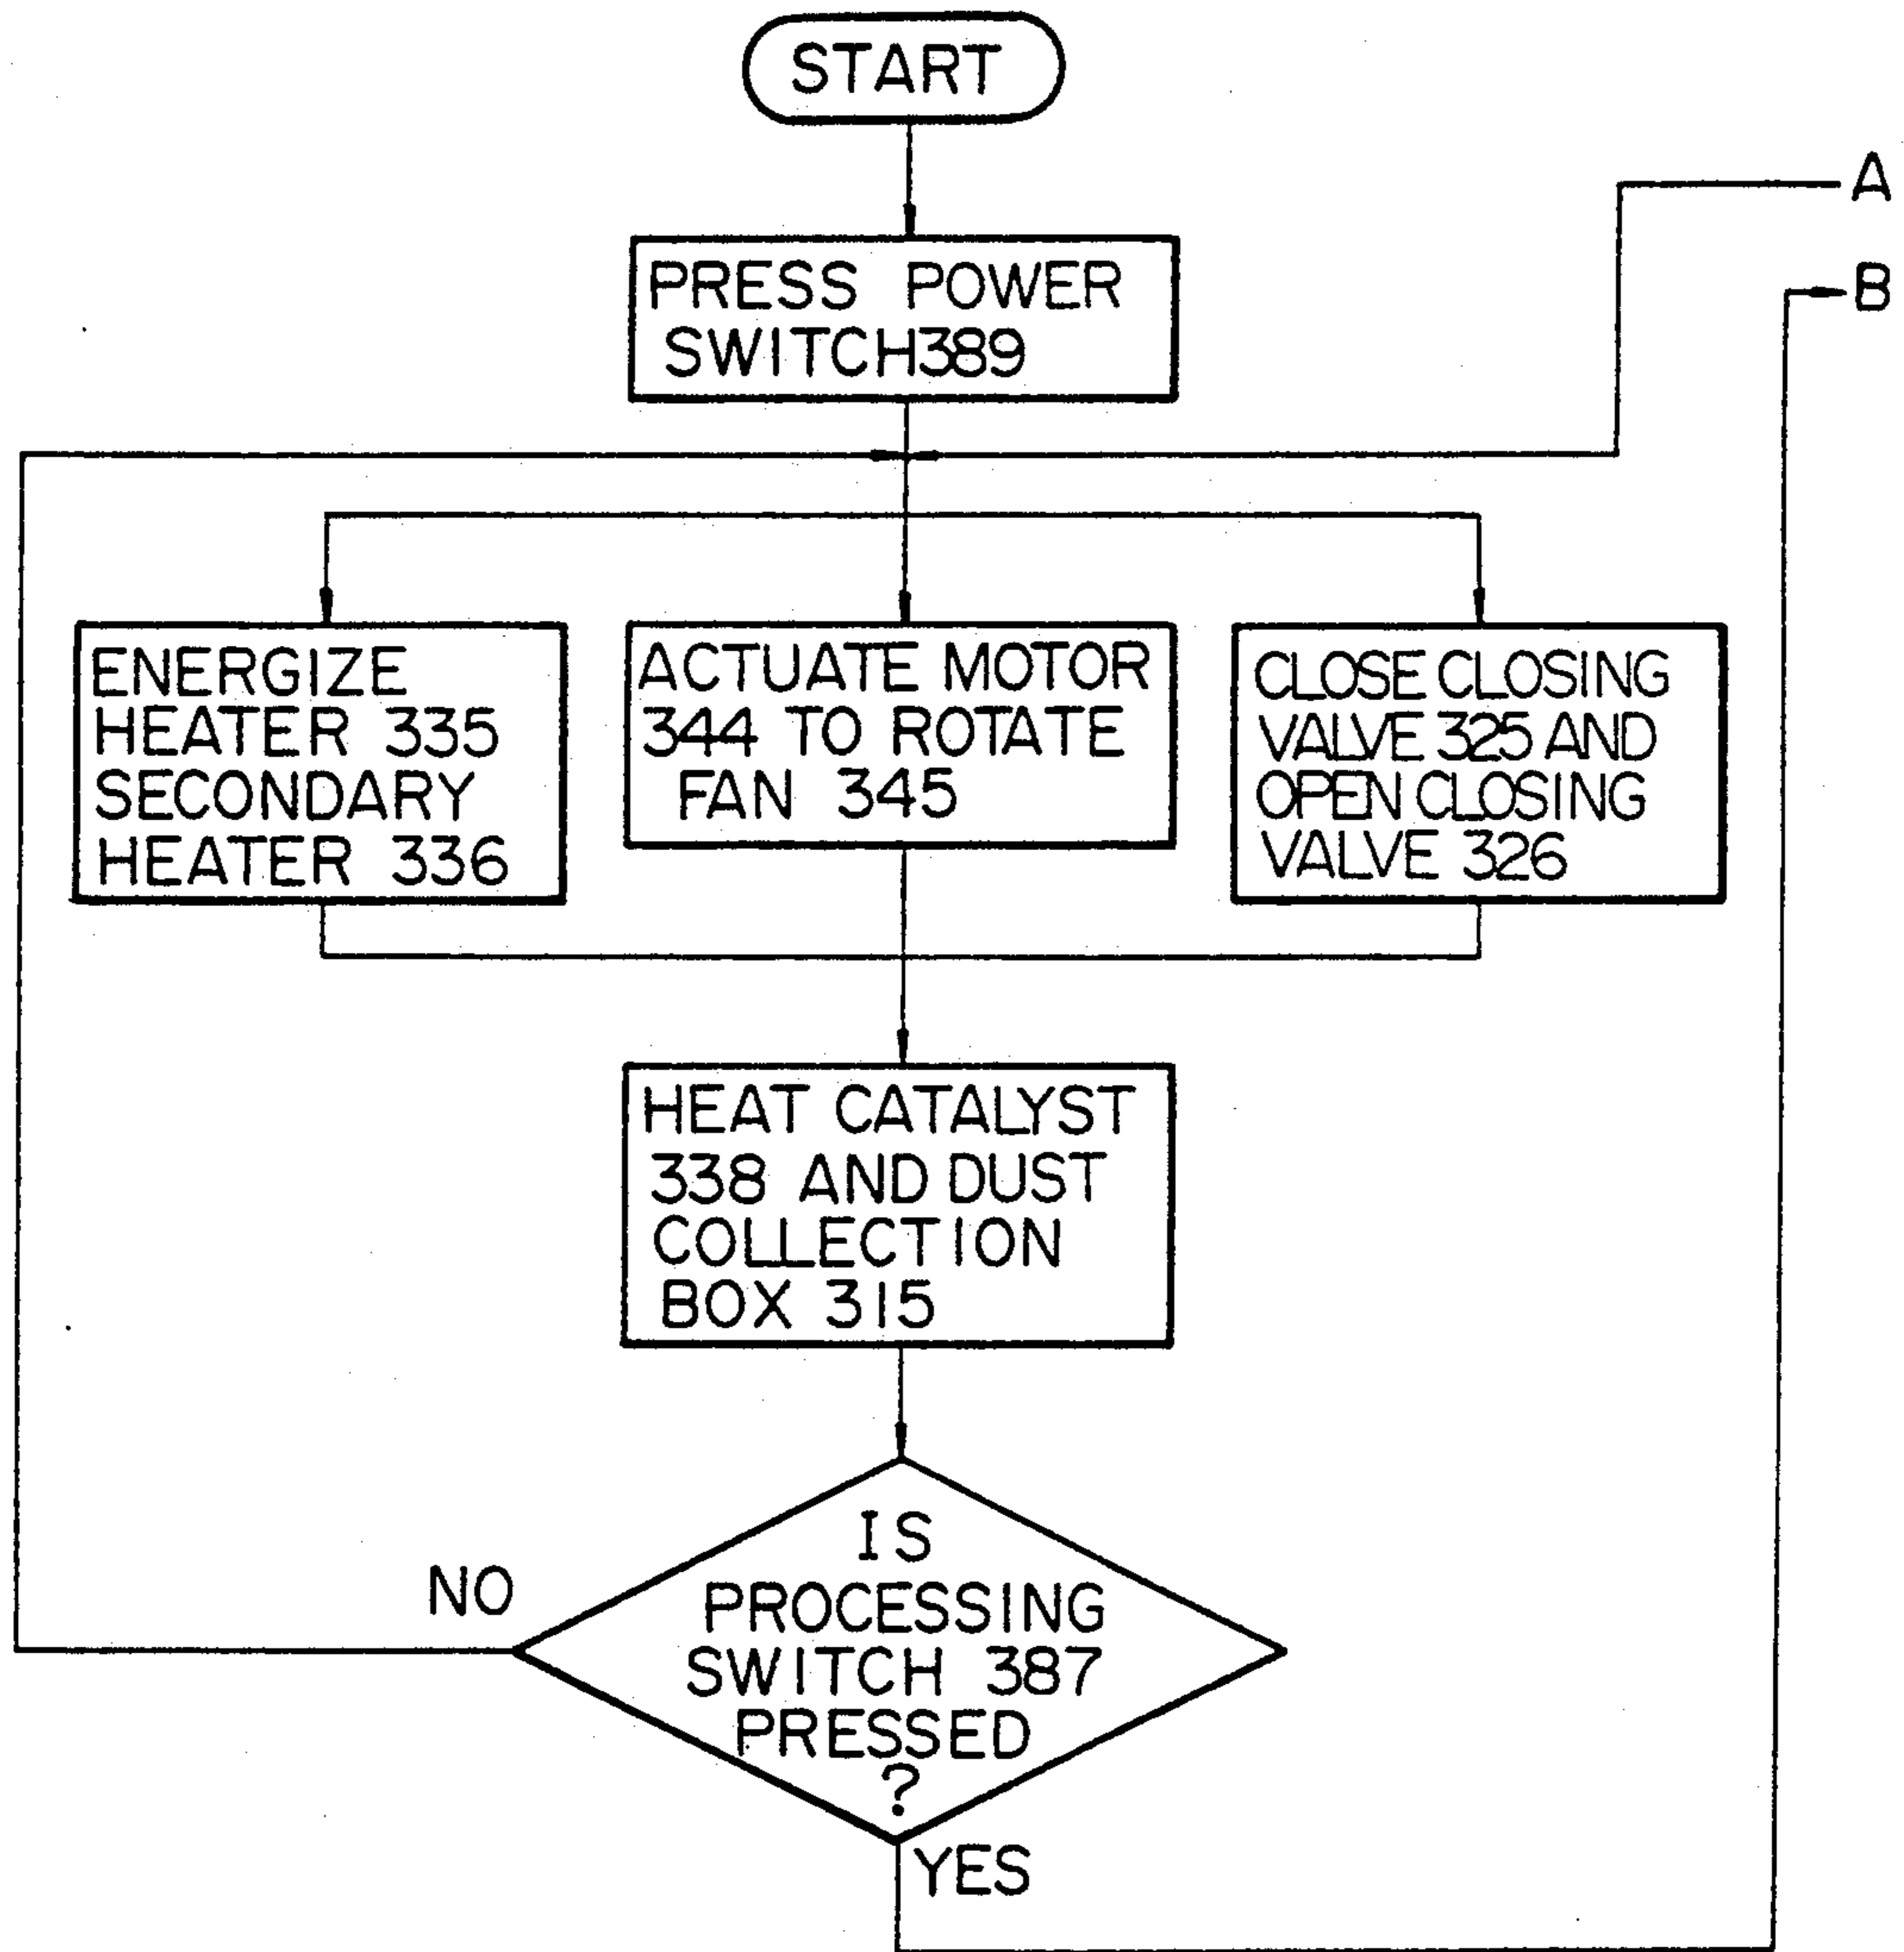 START
A
B
PRESS POWER
SWITCH389
ENERGIZE
HEATER 335
SECONDARY
HEATER 336
ACTUATE MOTOR
344 TO ROTATE
FAN 345
CLOSE CLOSING
VALVE 325 AND
OPEN CLOSING
VALVE 326
HEAT CATALYST
338 AND DUST
COLLECTION
BOX 315
IS
PROCESSING
SWITCH 387
PRESSED
?
NO
YES